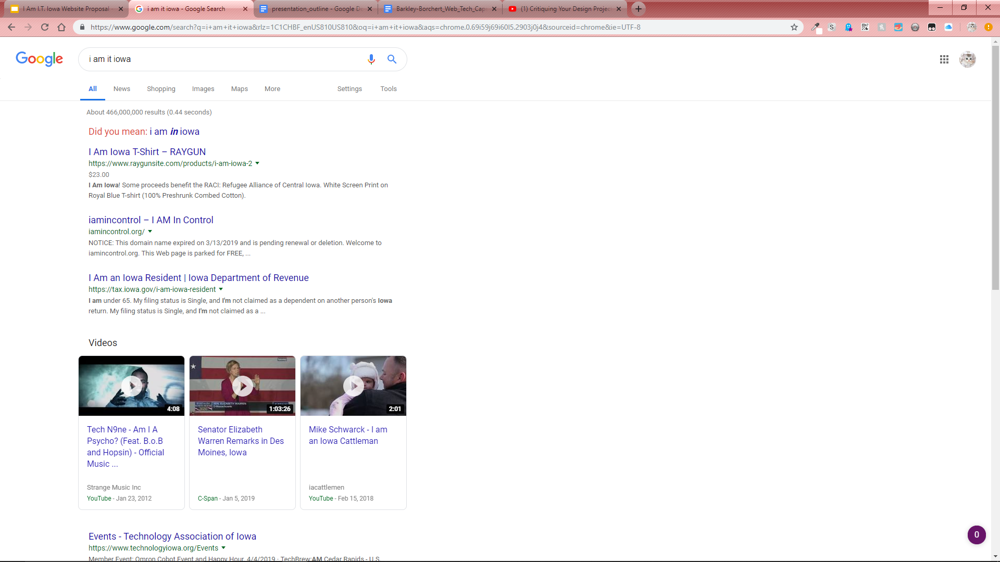 I Am I.T. Iowa Website Proposal
i am it iowa - Google Search
presentation_outline - Google Do
Barkley-Borchert_Web_Tech_Cap
(1) Critiquing Your Design Projec
https://www.google.com/search?q=i+am+it+iowa&rlz=1C1CHBF_enUS810US810&oq=i+am+it+iowa&aqs=chrome.0.69i59j69i60l5.2903j0j4&sourceid=chrome&ie=UTF-8
Google
i am it iowa
All News Shopping Images Maps More Settings Tools
About 466,000,000 results (0.44 seconds)
Did you mean: i am in iowa
I Am Iowa T-Shirt – RAYGUN
https://www.raygunsite.com/products/i-am-iowa-2
$23.00
I Am Iowa! Some proceeds benefit the RACI: Refugee Alliance of Central Iowa. White Screen Print on
Royal Blue T-shirt (100% Preshrunk Combed Cotton).
iamincontrol – I AM In Control
iamincontrol.org/
NOTICE: This domain name expired on 3/13/2019 and is pending renewal or deletion. Welcome to
iamincontrol.org. This Web page is parked for FREE, ...
I Am an Iowa Resident | Iowa Department of Revenue
https://tax.iowa.gov/i-am-iowa-resident
I am under 65. My filing status is Single, and I'm not claimed as a dependent on another person's Iowa
return. My filing status is Single, and I'm not claimed as a ...
Videos
4:08
1:03:26
2:01
Tech N9ne - Am I A
Psycho? (Feat. B.o.B
and Hopsin) - Official
Music ...
Strange Music Inc
YouTube - Jan 23, 2012
SEN. ELIZABETH WARREN
Senator Elizabeth
Warren Remarks in Des
Moines, Iowa
C-Span - Jan 5, 2019
Mike Schwarck - I am
an Iowa Cattleman
iacattlemen
YouTube - Feb 15, 2018
Events - Technology Association of Iowa
https://www.technologyiowa.org/Events
Member Event: Omron Cobot Event and Happy Hour. 4/4/2019 · TechBrew:AM Cedar Rapids - U.S.
0